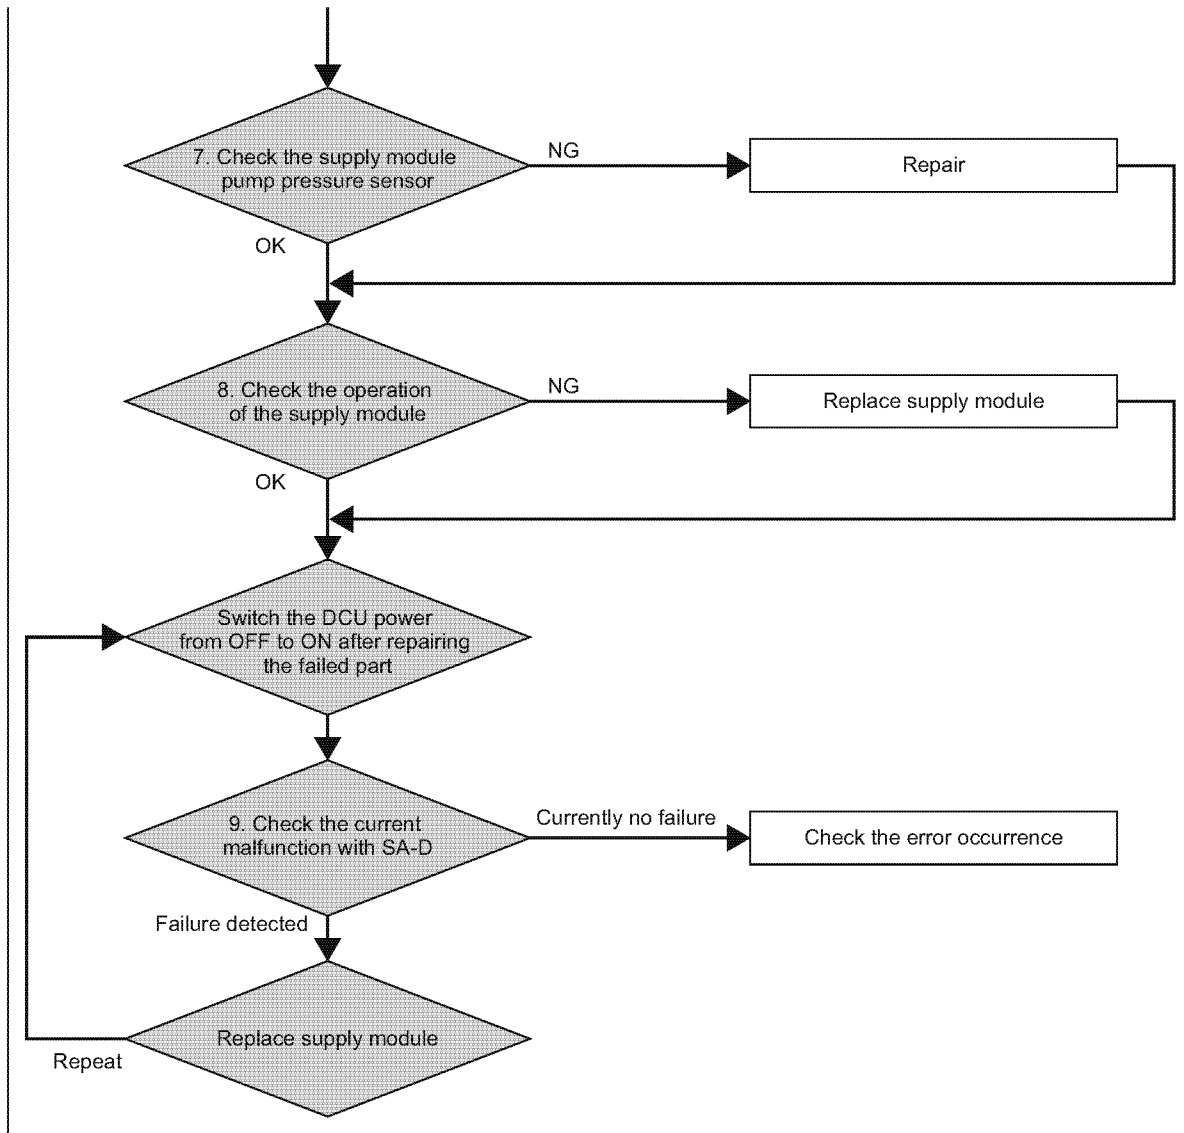 7. Check the supply module
pump pressure sensor
NG
Repair
OK
8. Check the operation
of the supply module
NG
Replace supply module
OK
Switch the DCU power
from OFF to ON after repairing
the failed part
9. Check the current
malfunction with SA-D
Currently no failure
Check the error occurrence
Failure detected
Replace supply module
Repeat